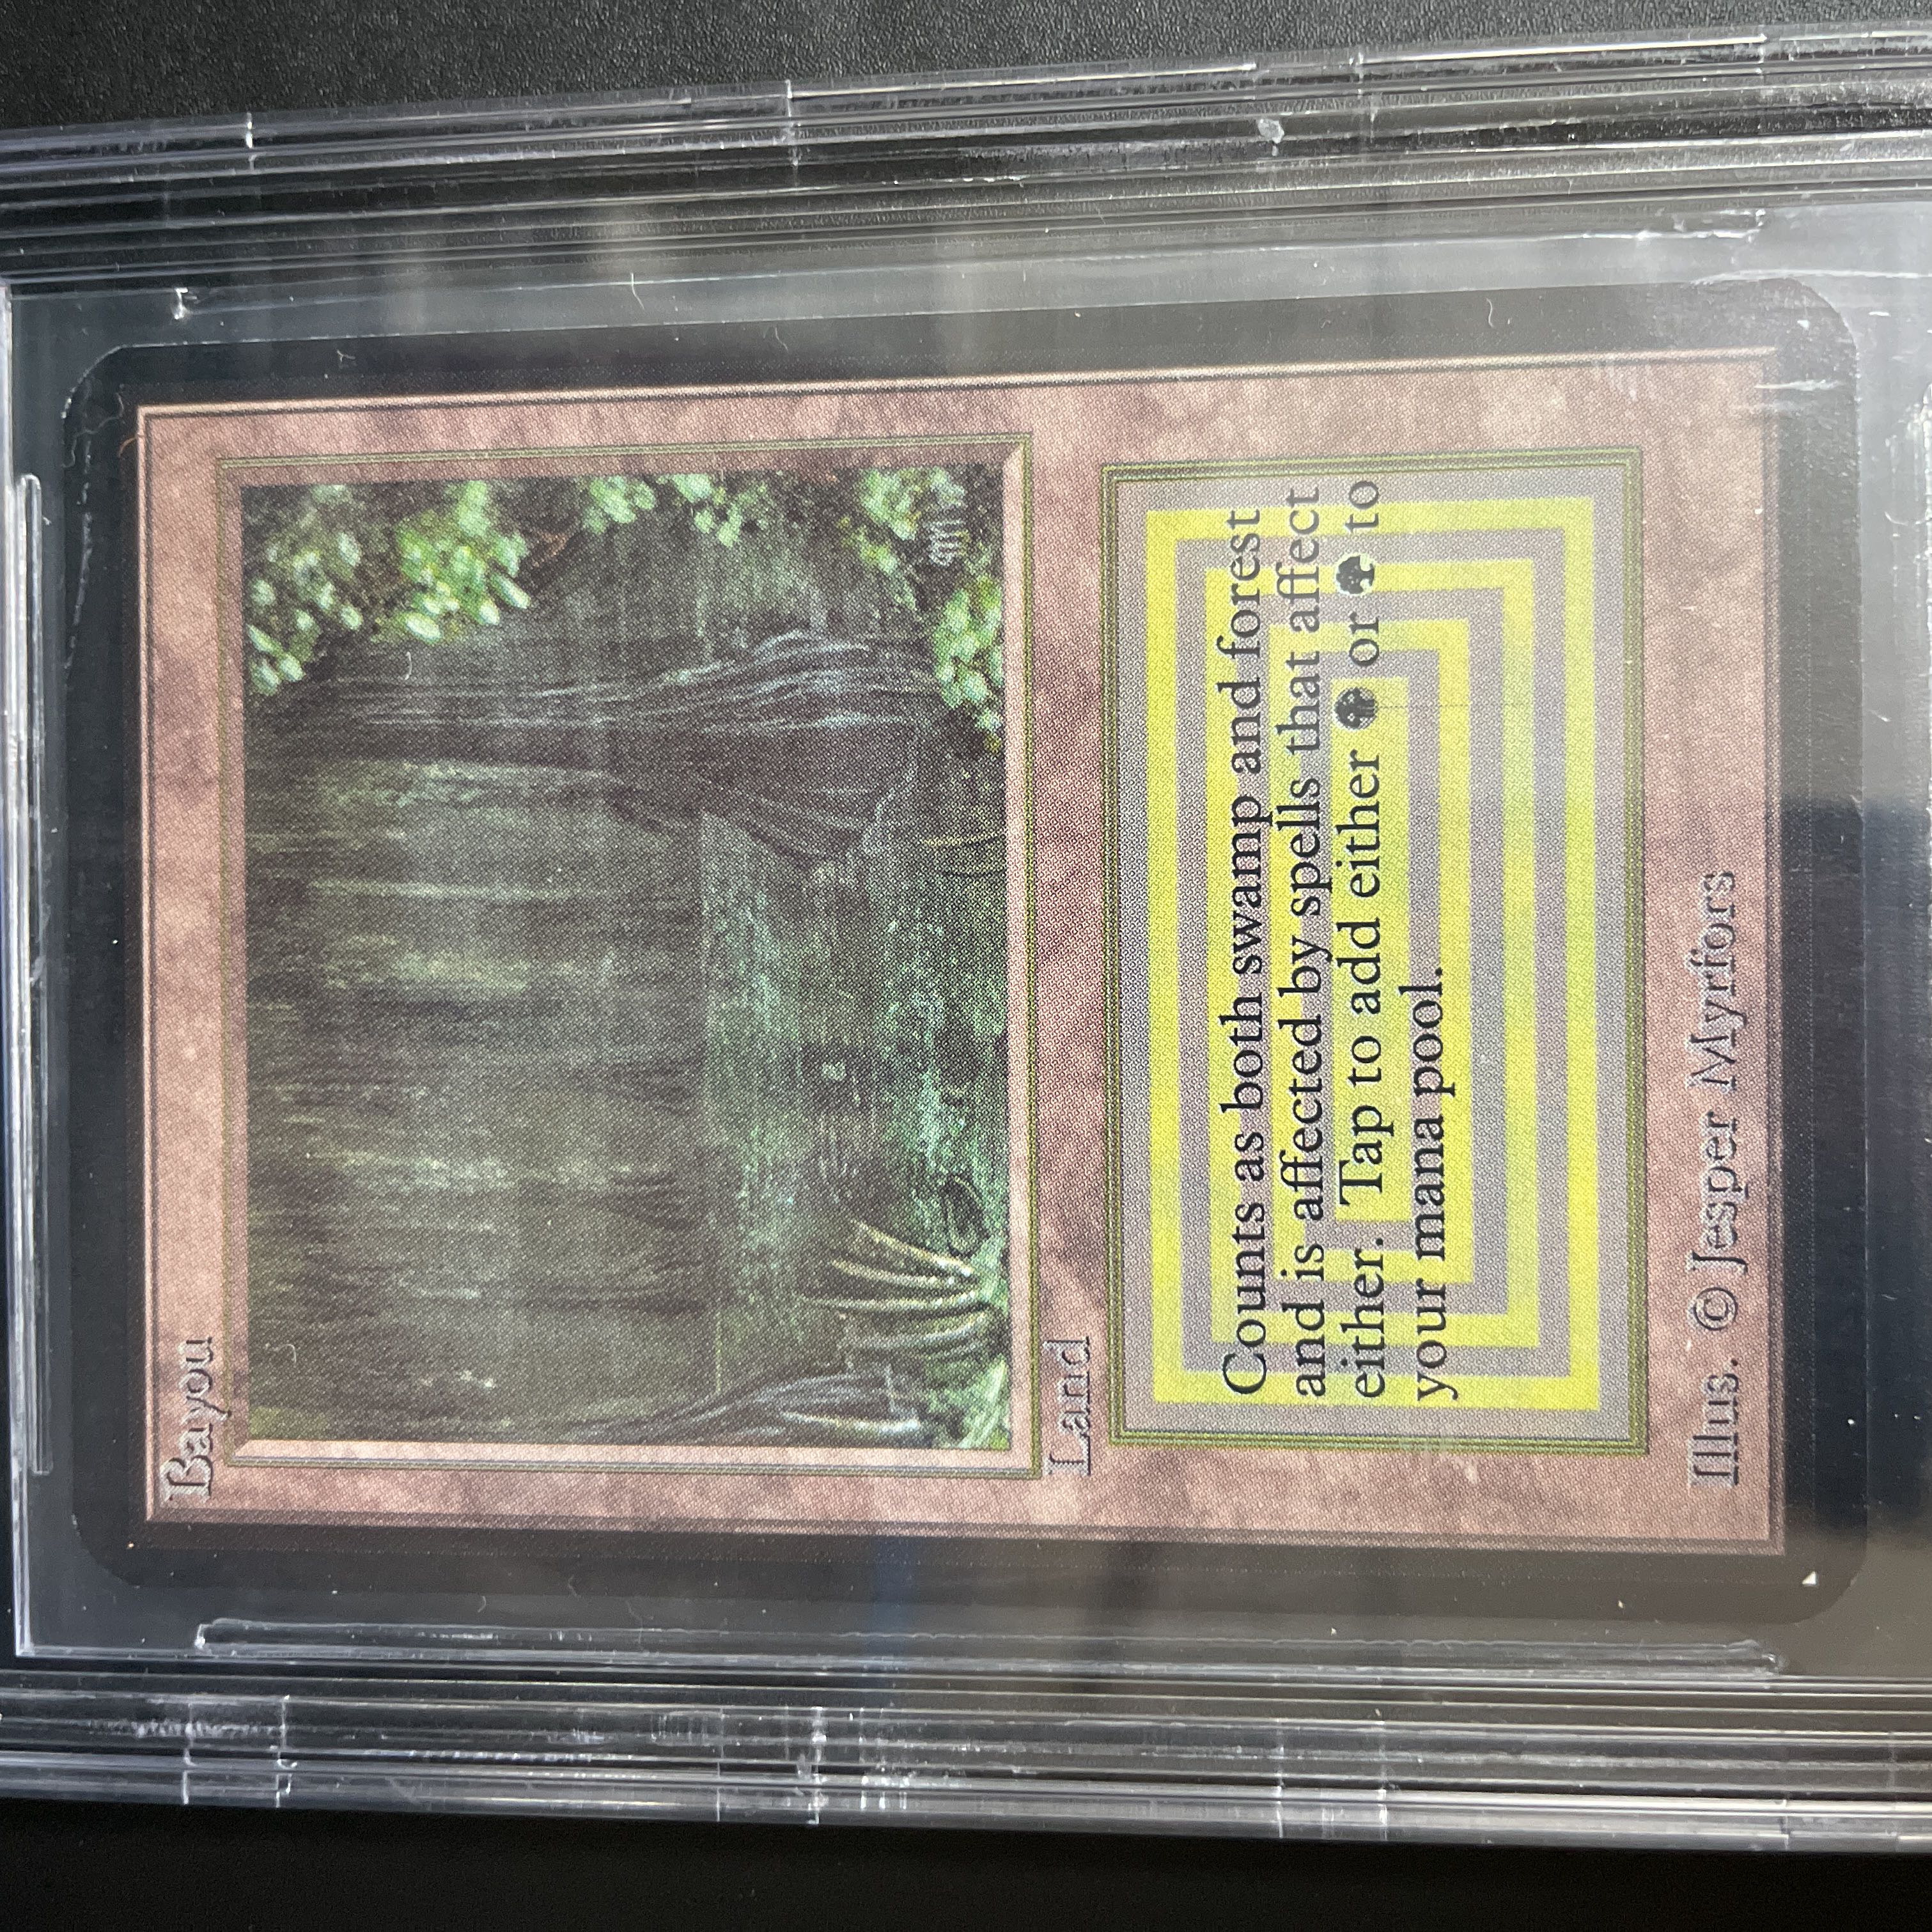 Bayou
Land
Counts as both swamp and forest
and is affected by spells that affect
either. Tap to add either or to
your mana pool.
Illus. © Jesper Myrfors